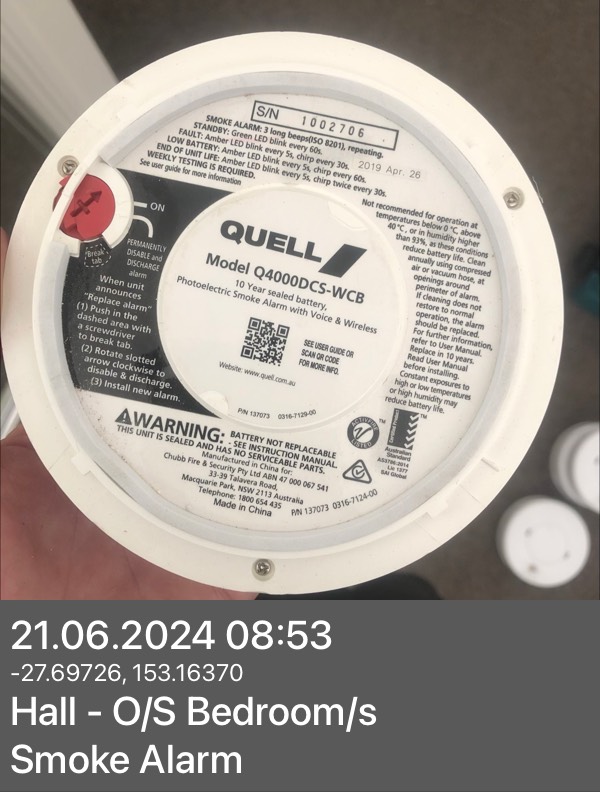 S/N 1002706
SMOKE ALARM: 3 long beeps(ISO 8201), repeating.
STANDBY: Green LED blink every 60s.
FAULT: Amber LED blink every 5s, chirp every 30s.
LOW BATTERY: Amber LED blink every 5s, chirp every 30s.
END OF UNIT LIFE: Amber LED blink every 5s, chirp twice every 30s.
WEEKLY TESTING IS REQUIRED.
See user guide for more information
2019 Apr. 26
ON
PERMANENTLY
DISABLE and
DISCHARGE
alarm
Break
tab
When unit
announces
"Replace alarm"
(1) Push in the
dashed area with
a screwdriver
to break tab.
(2) Rotate slotted
arrow clockwise to
disable & discharge.
(3) Install new alarm.
QUELL
Model Q4000DCS-WCB
10 Year sealed battery,
Photoelectric Smoke Alarm with Voice & Wireless
SEE USER GUIDE OR
SCAN QR CODE
FOR MORE INFO.
Website: www.quell.com.au
P/N 137073 0316-7129-00
Not recommended for operation at
temperatures below 0 °C, above
40 °C, or in humidity higher
than 93%, as these conditions
reduce battery life. Clean
annually using compressed
air or vacuum hose, at
openings around
perimeter of alarm.
If cleaning does not
restore to normal
operation, the alarm
should be replaced.
For further information,
refer to User Manual.
Replace in 10 years.
Read User Manual
before installing.
Constant exposures to
high or low temperatures
or high humidity may
reduce battery life.
WARNING: BATTERY NOT REPLACEABLE
- SEE INSTRUCTION MANUAL.
THIS UNIT IS SEALED AND HAS NO SERVICEABLE PARTS.
Manufactured in China for:
Chubb Fire & Security Pty Ltd ABN 47 000 067 541
33-39 Talavera Road,
Macquarie Park, NSW 2113 Australia
Telephone: 1800 654 435
Made in China
P/N 137073 0316-7124-00
ACTIVFIRE
TM
TM
Australian
Standard
AS3786:2014
Lic 1377
SAI Global
21.06.2024 08:53
-27.69726, 153.16370
Hall - O/S Bedroom/s
Smoke Alarm